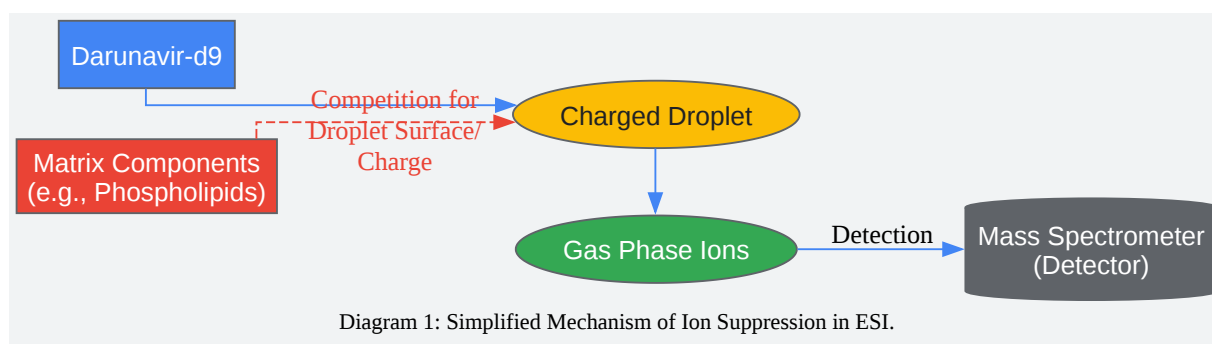 Darunavir-d9
Competition for
Droplet Surface/
Charge
Charged Droplet
Matrix Components
(e.g., Phospholipids)
Gas Phase Ions
Detection
Mass Spectrometer
(Detector)
Diagram 1: Simplified Mechanism of Ion Suppression in ESI.